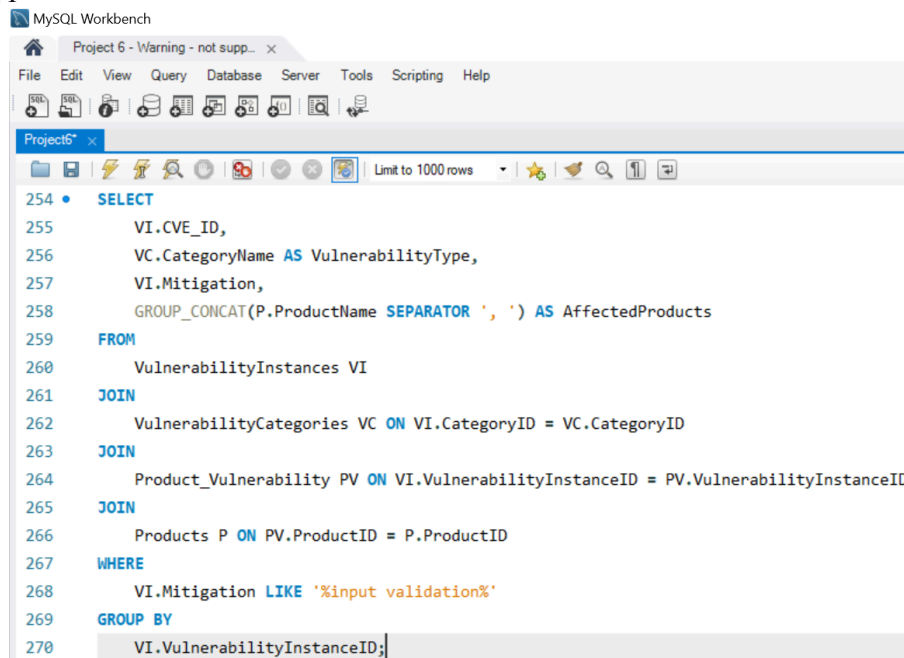 MySQL Workbench
Project 6 - Warning - not supp... ×
File Edit View Query Database Server Tools Scripting Help
Project6* ×
Limit to 1000 rows
254 SELECT
255 VI.CVE_ID,
256 VC.CategoryName AS VulnerabilityType,
257 VI.Mitigation,
258 GROUP_CONCAT(P.ProductName SEPARATOR ', ') AS AffectedProducts
259 FROM
260 VulnerabilityInstances VI
261 JOIN
262 VulnerabilityCategories VC ON VI.CategoryID = VC.CategoryID
263 JOIN
264 Product_Vulnerability PV ON VI.VulnerabilityInstanceID = PV.VulnerabilityInstanceID
265 JOIN
266 Products P ON PV.ProductID = P.ProductID
267 WHERE
268 VI.Mitigation LIKE '%input validation%'
269 GROUP BY
270 VI.VulnerabilityInstanceID;